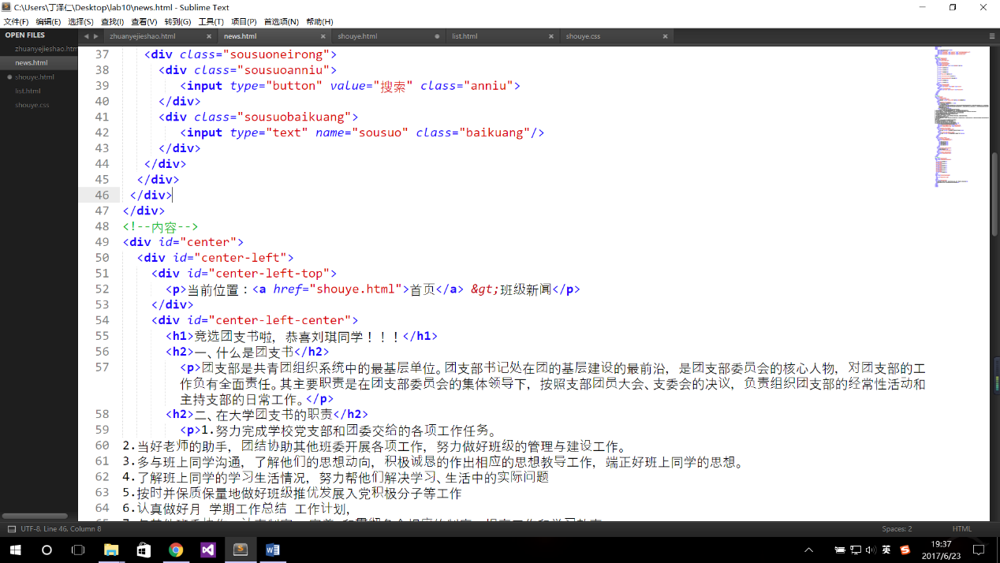 C:\Users\丁泽仁\Desktop\lab10\news.html - Sublime Text
文件(F) 编辑(E) 选择(S) 查找(I) 查看(V) 转到(G) 工具(T) 项目(P) 首选项(N) 帮助(H)
OPEN FILES
zhuanyejieshao.htm
news.html
shouye.html
list.html
shouye.css
zhuanyejieshao.html
news.html
shouye.html
list.html
shouye.css
37 <div class="sousuoneirong">
38 <div class="sousuoanniu">
39 <input type="button" value="搜索" class="anniu">
40 </div>
41 <div class="sousuobaikuang">
42 <input type="text" name="sousuo" class="baikuang"/>
43 </div>
44 </div>
45 </div>
46 </div>
47 </div>
48 <!--内容-->
49 <div id="center">
50 <div id="center-left">
51 <div id="center-left-top">
52 <p>当前位置：<a href="shouye.html">首页</a> &gt;班级新闻</p>
53 </div>
54 <div id="center-left-center">
55 <h1>竞选团支书啦，恭喜刘琪同学！！！</h1>
56 <h2>一、什么是团支书</h2>
57 <p>团支部是共青团组织系统中的最基层单位。团支部书记处在团的基层建设的最前沿，是团支部委员会的核心人物，对团支部的工
作负有全面责任。其主要职责是在团支部委员会的集体领导下，按照支部团员大会、支委会的决议，负责组织团支部的经常性活动和
主持支部的日常工作。</p>
58 <h2>二、在大学团支书的职责</h2>
59 <p>1.努力完成学校党支部和团委交给的各项工作任务。
60 2.当好老师的助手，团结协助其他班委开展各项工作，努力做好班级的管理与建设工作。
61 3.多与班上同学沟通，了解他们的思想动向，积极诚恳的作出相应的思想教导工作，端正好班上同学的思想。
62 4.了解班上同学的学习生活情况，努力帮他们解决学习、生活中的实际问题
63 5.按时并保质保量地做好班级推优发展入党积极分子等工作
64 6.认真做好月 学期工作总结 工作计划，
UTF-8, Line 46, Column 8
Spaces: 2
HTML
英
19:37
2017/6/23